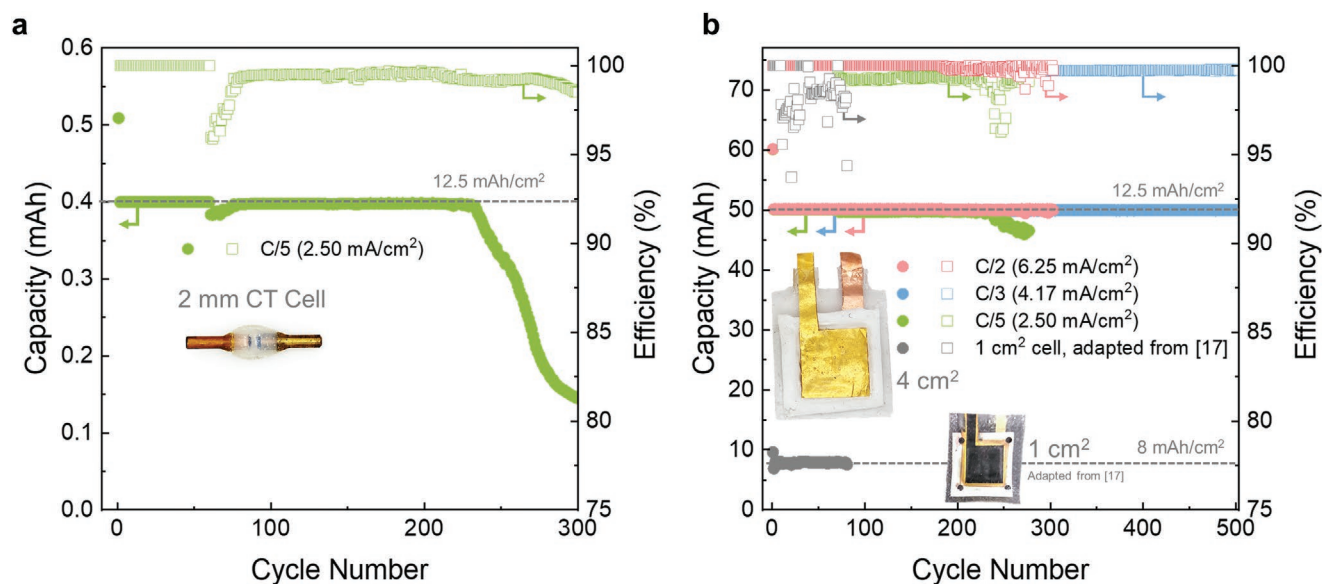 a
0.6
0.5
0.4
0.3
0.2
0.1
0.0
Capacity (mAh)
12.5 mAh/cm²
C/5 (2.50 mA/cm²)
2 mm CT Cell
100
95
90
85
80
75
Efficiency (%)
0
100
200
300
Cycle Number
b
70
60
50
40
30
20
10
0
Capacity (mAh)
12.5 mAh/cm²
C/2 (6.25 mA/cm²)
C/3 (4.17 mA/cm²)
C/5 (2.50 mA/cm²)
1 cm² cell, adapted from [17]
4 cm²
1 cm²
Adapted from [17]
8 mAh/cm²
100
95
90
85
80
75
Efficiency (%)
0
100
200
300
400
500
Cycle Number